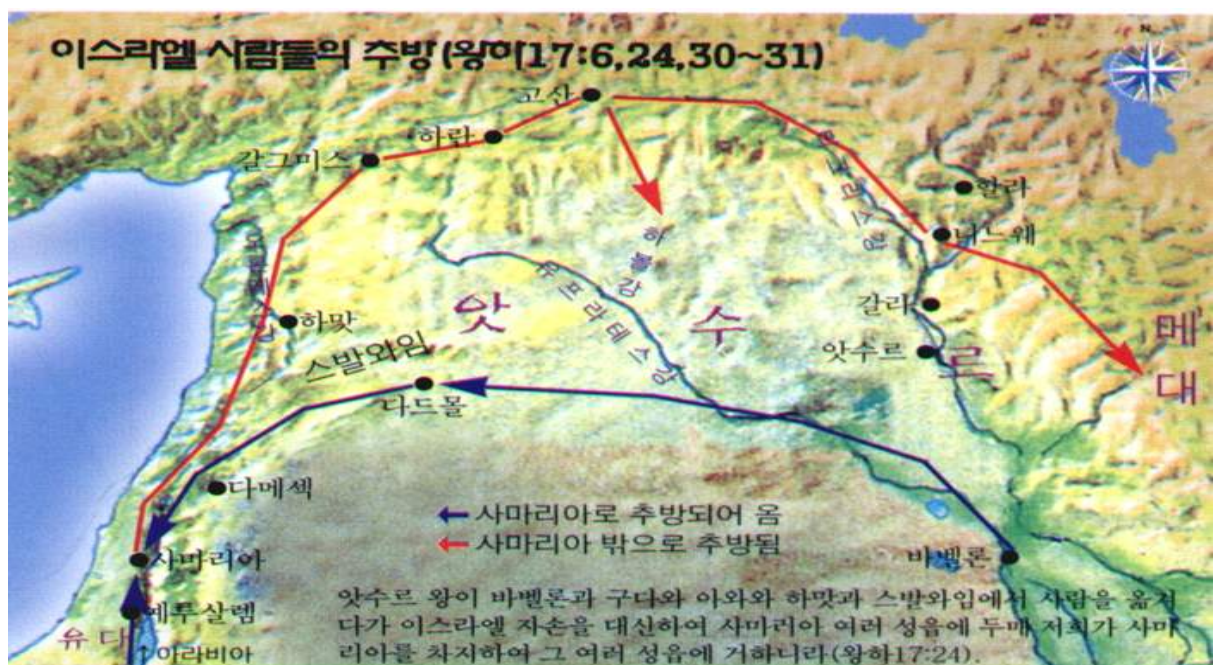 이스라엘 사람들의 추방(왕하17:6,24,30~31)
N
고산
하란
갈그미스
할라
니느웨
티그리스강
하볼강
유프라테스강
갈라
앗수르
앗수르
메대
하맛
스발와임
다드몰
다메섹
← 사마리아로 추방되어 옴
← 사마리아 밖으로 추방됨
사마리아
바벨론
예루살렘
유다
↑아라비아
앗수르 왕이 바벨론과 구다와 아와와 하맛과 스발와임에서 사람을 옮겨
다가 이스라엘 자손을 대신하여 사마리아 여러 성읍에 두매 저희가 사마
리아를 차지하여 그 여러 성읍에 거하니라(왕하17:24).